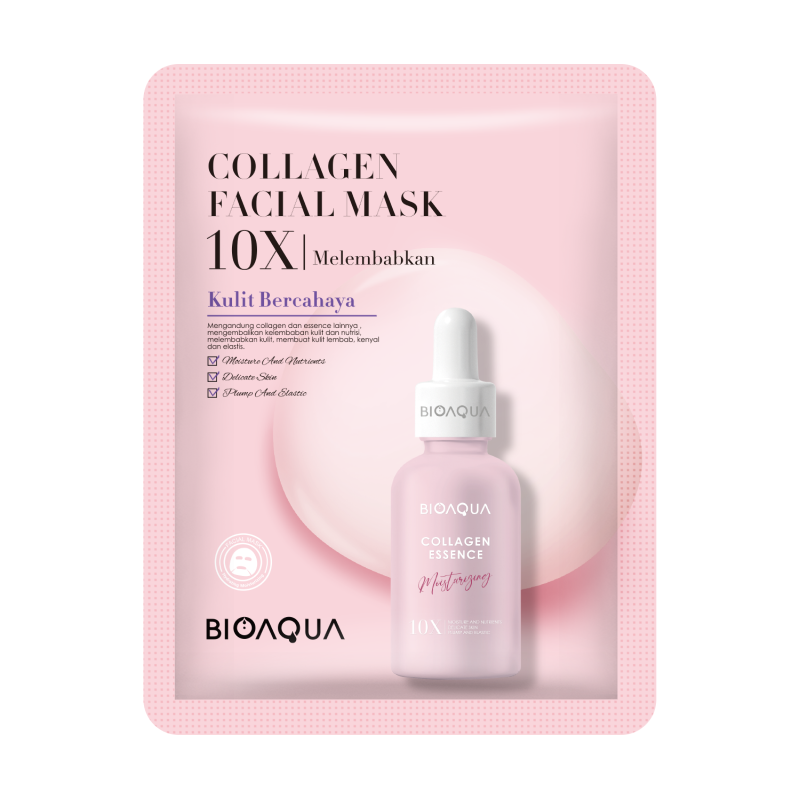 COLLAGEN
FACIAL MASK
10X | Melembabkan
Kulit Bercahaya
Mengandung collagen dan essence lainnya ,
mengembalikan kelembaban kulit dan nutrisi,
melembabkan kulit, membuat kulit lembab, kenyal
dan elastis.
Moisture And Nutrients
Delicate Skin
Plump And Elastic
BIOAQUA
BIOAQUA
COLLAGEN
ESSENCE
Moisturizing
10X
FACIAL MASK
BIOAQUA